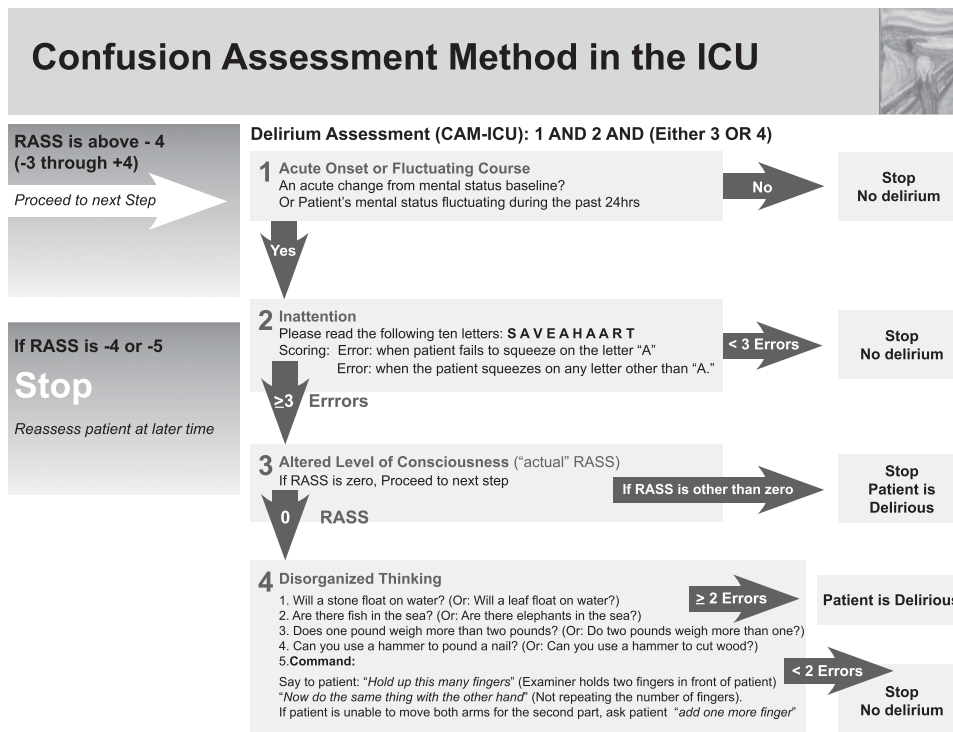 Confusion Assessment Method in the ICU
RASS is above - 4
(-3 through +4)
Proceed to next Step
If RASS is -4 or -5
Stop
Reassess patient at later time
Delirium Assessment (CAM-ICU): 1 AND 2 AND (Either 3 OR 4)
1 Acute Onset or Fluctuating Course
An acute change from mental status baseline?
Or Patient's mental status fluctuating during the past 24hrs
No
Stop
No delirium
Yes
2 Inattention
Please read the following ten letters: S A V E A H A A R T
Scoring: Error: when patient fails to squeeze on the letter “A”
Error: when the patient squeezes on any letter other than “A.”
< 3 Errors
Stop
No delirium
≥3 Errrors
3 Altered Level of Consciousness (“actual” RASS)
If RASS is zero, Proceed to next step
If RASS is other than zero
Stop
Patient is
Delirious
0 RASS
4 Disorganized Thinking
1. Will a stone float on water? (Or: Will a leaf float on water?)
2. Are there fish in the sea? (Or: Are there elephants in the sea?)
3. Does one pound weigh more than two pounds? (Or: Do two pounds weigh more than one?)
4. Can you use a hammer to pound a nail? (Or: Can you use a hammer to cut wood?)
5.Command:
Say to patient: “Hold up this many fingers” (Examiner holds two fingers in front of patient)
“Now do the same thing with the other hand” (Not repeating the number of fingers).
If patient is unable to move both arms for the second part, ask patient “add one more finger”
≥ 2 Errors
Patient is Delirious
< 2 Errors
Stop
No delirium